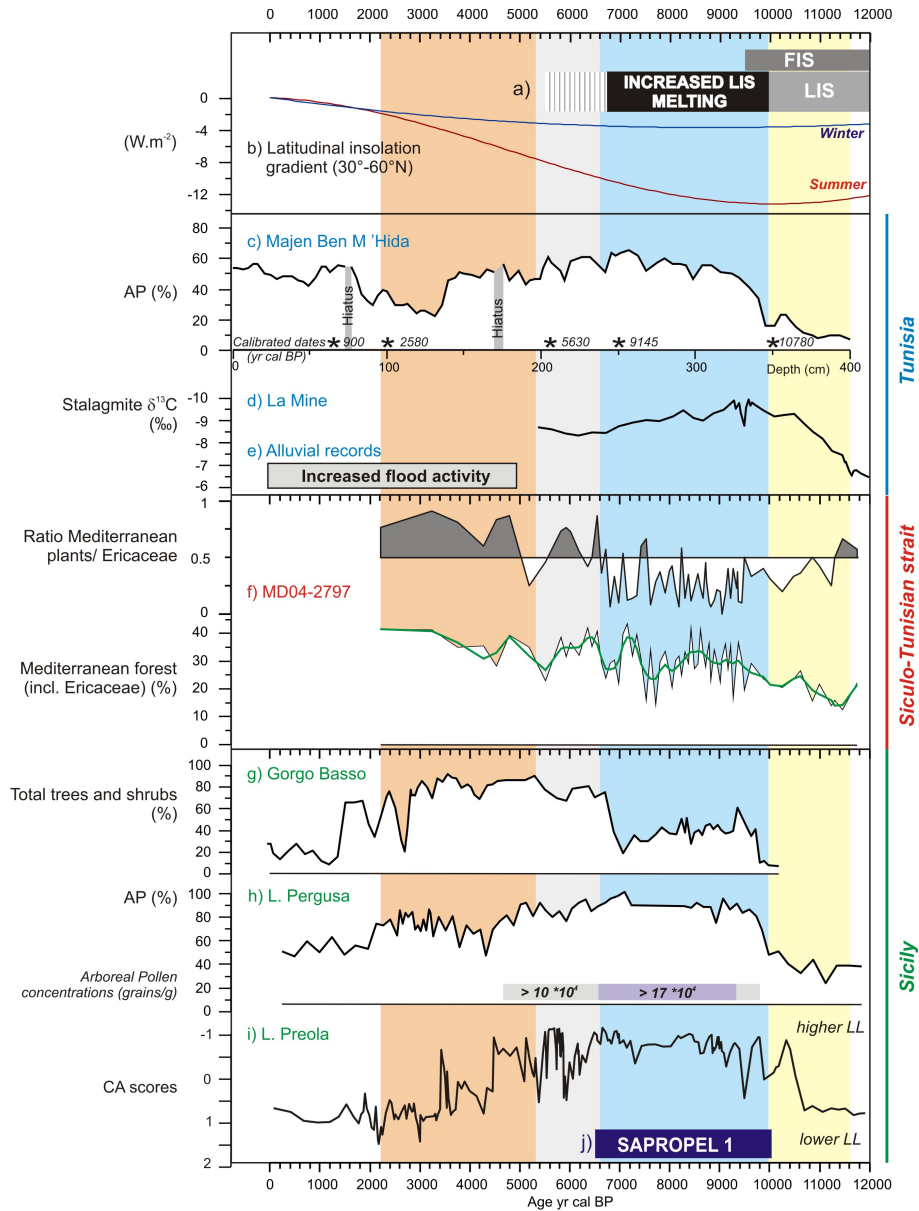 0 1000 2000 3000 4000 5000 6000 7000 8000 9000 10000 11000 12000
FIS
a)
INCREASED LIS
MELTING
LIS
0
-4
-8
-12
(W.m-2)
Winter
b) Latitudinal insolation
gradient (30°-60°N)
Summer
80
60
40
20
0
c) Majen Ben M 'Hida
AP (%)
Hiatus
Hiatus
Calibrated dates
(yr cal BP)
* 900 * 2580 * 5630 * 9145 * 10780
0 100 200 300 Depth (cm) 400
Tunisia
-10
-9
-8
-7
-6
Stalagmite δ13C
(‰)
d) La Mine
e) Alluvial records
Increased flood activity
1
0.5
0
Ratio Mediterranean
plants/ Ericaceae
f) MD04-2797
Siculo-Tunisian strait
40
30
20
10
0
Mediterranean forest
(incl. Ericaceae) (%)
100
80
60
40
20
0
g) Gorgo Basso
Total trees and shrubs
(%)
100
80
60
40
20
0
AP (%)
h) L. Pergusa
Sicily
Arboreal Pollen
concentrations (grains/g)
> 10 *10⁴
> 17 *10⁴
-1
0
1
2
i) L. Preola
higher LL
CA scores
j)
SAPROPEL 1
lower LL
0 1000 2000 3000 4000 5000 6000 7000 8000 9000 10000 11000 12000
Age yr cal BP